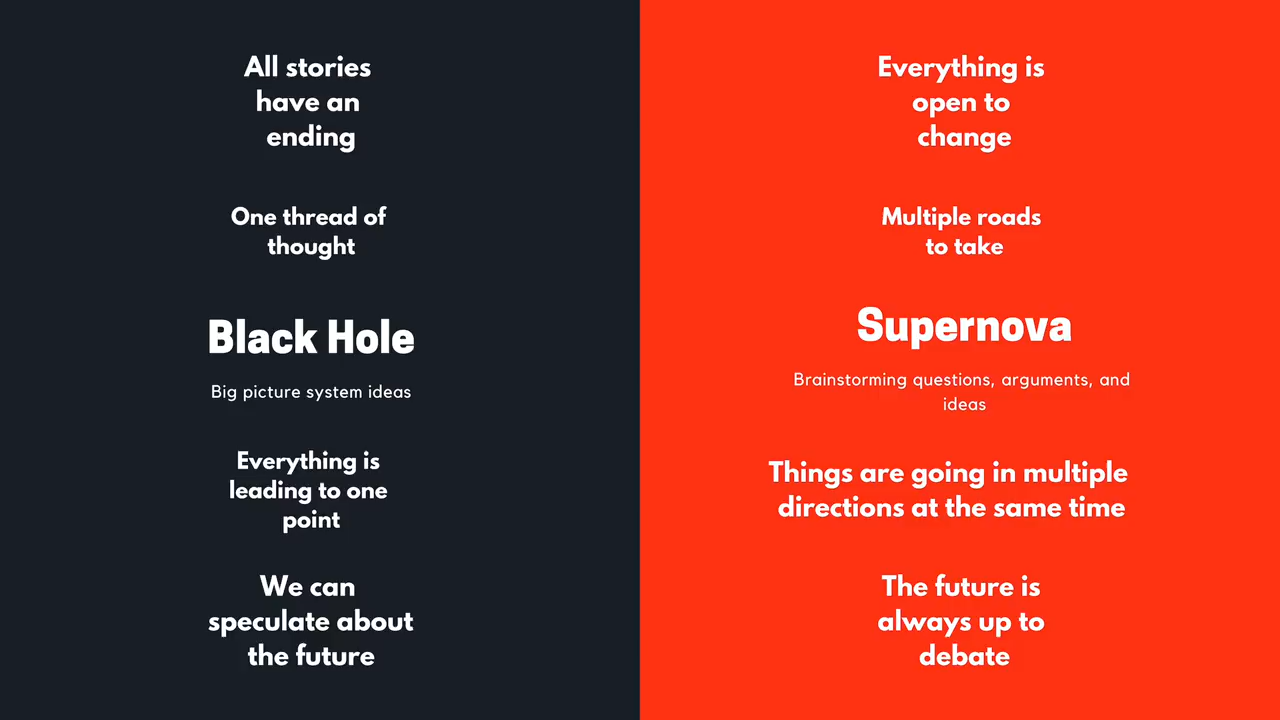 All stories
have an
ending
One thread of
thought
Black Hole
Big picture system ideas
Everything is
leading to one
point
We can
speculate about
the future
Everything is
open to
change
Multiple roads
to take
Supernova
Brainstorming questions, arguments, and
ideas
Things are going in multiple
directions at the same time
The future is
always up to
debate